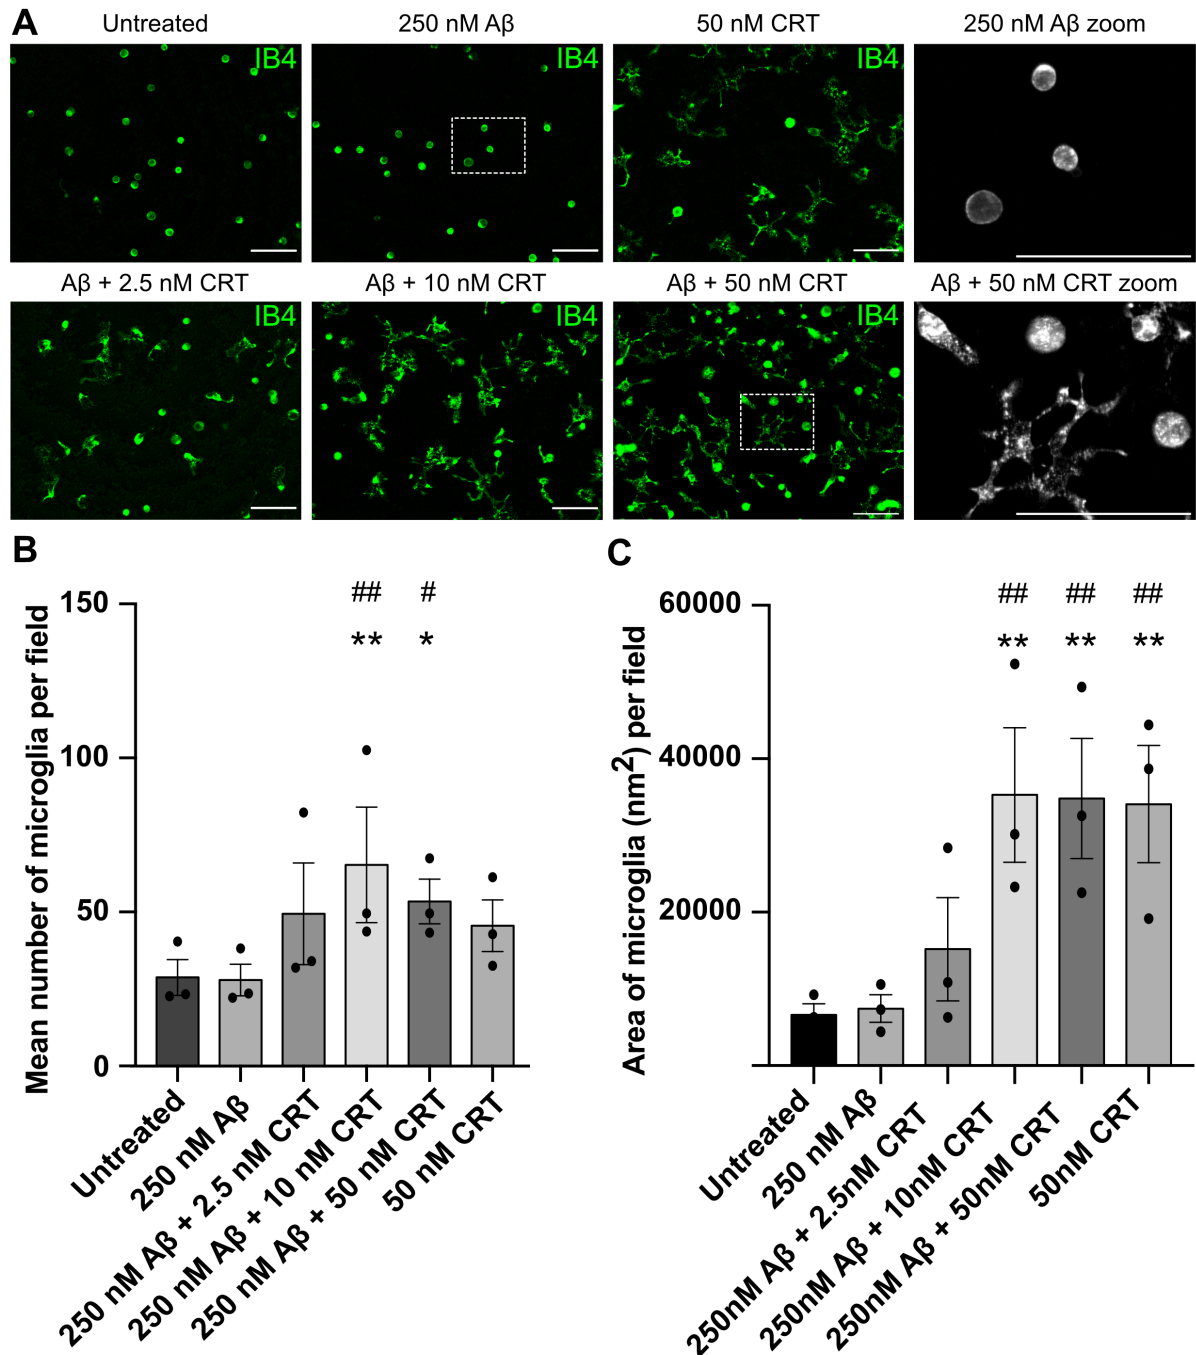 A
Untreated
250 nM Aβ
50 nM CRT
250 nM Aβ zoom
IB4
IB4
IB4
Aβ + 2.5 nM CRT
Aβ + 10 nM CRT
Aβ + 50 nM CRT
Aβ + 50 nM CRT zoom
IB4
IB4
IB4
B
Mean number of microglia per field
150
100
50
0
##
#
**
*
Untreated
250 nM Aβ
250 nM Aβ + 2.5 nM CRT
250 nM Aβ + 10 nM CRT
250 nM Aβ + 50 nM CRT
50 nM CRT
C
Area of microglia (nm²) per field
60000
40000
20000
##
##
##
**
**
**
Untreated
250 nM Aβ
250nM Aβ + 2.5nM CRT
250nM Aβ + 10nM CRT
250nM Aβ + 50nM CRT
50nM CRT